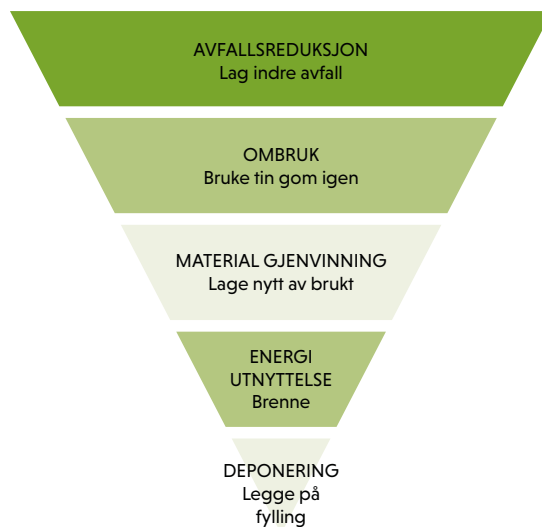 AVFALLSREDUKSJON
Lag indre avfall
OMBRUK
Bruke tin gom igen
MATERIAL GJENVINNING
Lage nytt av brukt
ENERGI
UTNYTTELSE
Brenne
DEPONERING
Legge på
fylling